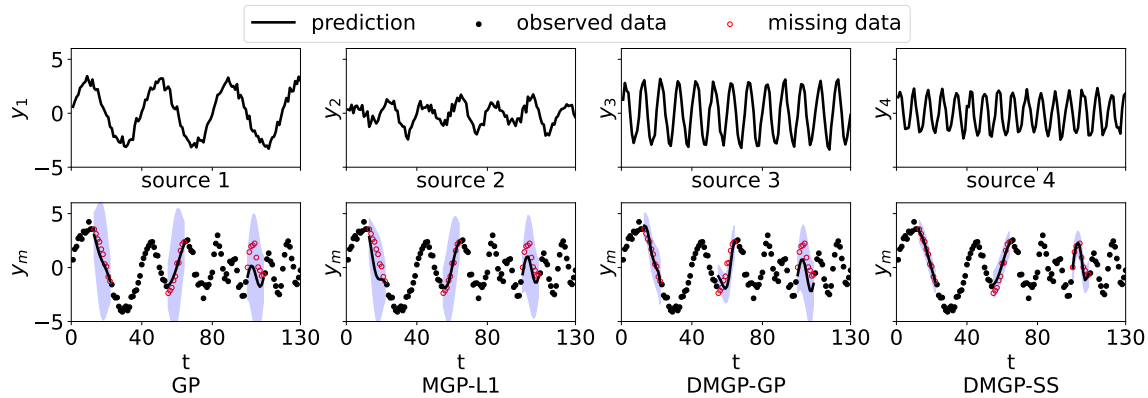 prediction observed data missing data
5 0 −5 y1 y2 y3 y4
source 1 source 2 source 3 source 4
5 0 −5 ym ym ym ym
0 40 80 130 0 40 80 130 0 40 80 130 0 40 80 130
t t t t
GP MGP-L1 DMGP-GP DMGP-SS